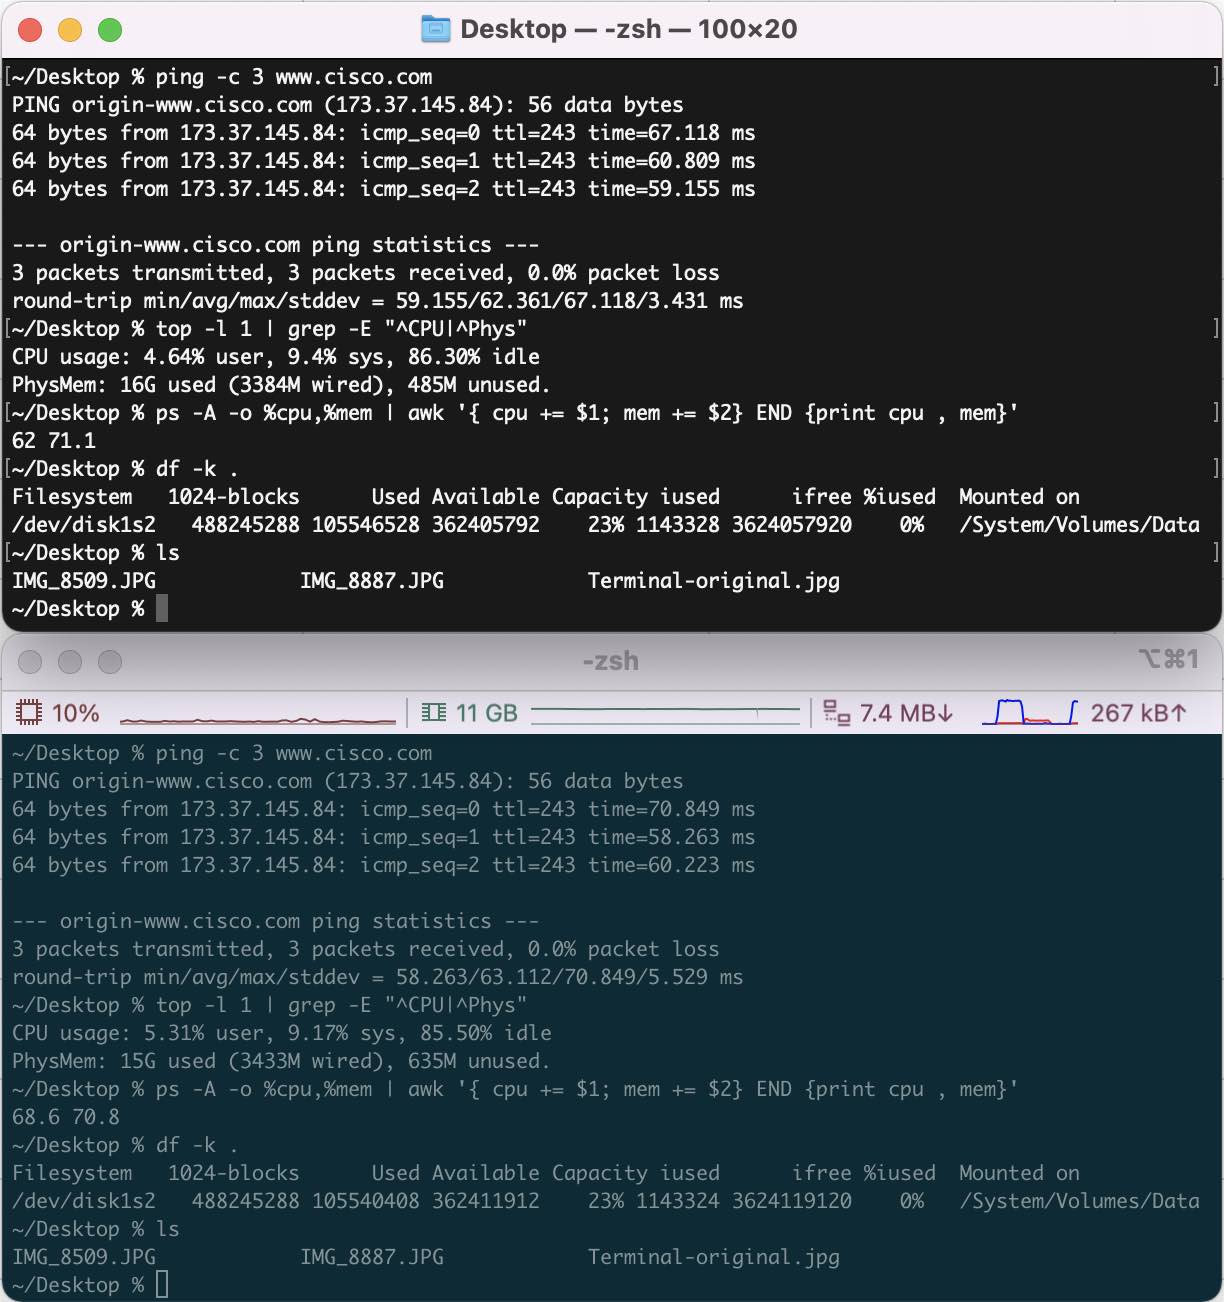 Desktop — -zsh — 100×20
[~/Desktop % ping -c 3 www.cisco.com ]
PING origin-www.cisco.com (173.37.145.84): 56 data bytes
64 bytes from 173.37.145.84: icmp_seq=0 ttl=243 time=67.118 ms
64 bytes from 173.37.145.84: icmp_seq=1 ttl=243 time=60.809 ms
64 bytes from 173.37.145.84: icmp_seq=2 ttl=243 time=59.155 ms
--- origin-www.cisco.com ping statistics ---
3 packets transmitted, 3 packets received, 0.0% packet loss
round-trip min/avg/max/stddev = 59.155/62.361/67.118/3.431 ms
[~/Desktop % top -l 1 | grep -E "^CPU|^Phys" ]
CPU usage: 4.64% user, 9.4% sys, 86.30% idle
PhysMem: 16G used (3384M wired), 485M unused.
[~/Desktop % ps -A -o %cpu,%mem | awk '{ cpu += $1; mem += $2} END {print cpu , mem}' ]
62 71.1
[~/Desktop % df -k . ]
Filesystem 1024-blocks Used Available Capacity iused ifree %iused Mounted on
/dev/disk1s2 488245288 105546528 362405792 23% 1143328 3624057920 0% /System/Volumes/Data
[~/Desktop % ls ]
IMG_8509.JPG IMG_8887.JPG Terminal-original.jpg
~/Desktop %
-zsh ⌥⌘1
10% 11 GB 7.4 MB↓ 267 kB↑
~/Desktop % ping -c 3 www.cisco.com
PING origin-www.cisco.com (173.37.145.84): 56 data bytes
64 bytes from 173.37.145.84: icmp_seq=0 ttl=243 time=70.849 ms
64 bytes from 173.37.145.84: icmp_seq=1 ttl=243 time=58.263 ms
64 bytes from 173.37.145.84: icmp_seq=2 ttl=243 time=60.223 ms
--- origin-www.cisco.com ping statistics ---
3 packets transmitted, 3 packets received, 0.0% packet loss
round-trip min/avg/max/stddev = 58.263/63.112/70.849/5.529 ms
~/Desktop % top -l 1 | grep -E "^CPU|^Phys"
CPU usage: 5.31% user, 9.17% sys, 85.50% idle
PhysMem: 15G used (3433M wired), 635M unused.
~/Desktop % ps -A -o %cpu,%mem | awk '{ cpu += $1; mem += $2} END {print cpu , mem}'
68.6 70.8
~/Desktop % df -k .
Filesystem 1024-blocks Used Available Capacity iused ifree %iused Mounted on
/dev/disk1s2 488245288 105540408 362411912 23% 1143324 3624119120 0% /System/Volumes/Data
~/Desktop % ls
IMG_8509.JPG IMG_8887.JPG Terminal-original.jpg
~/Desktop %